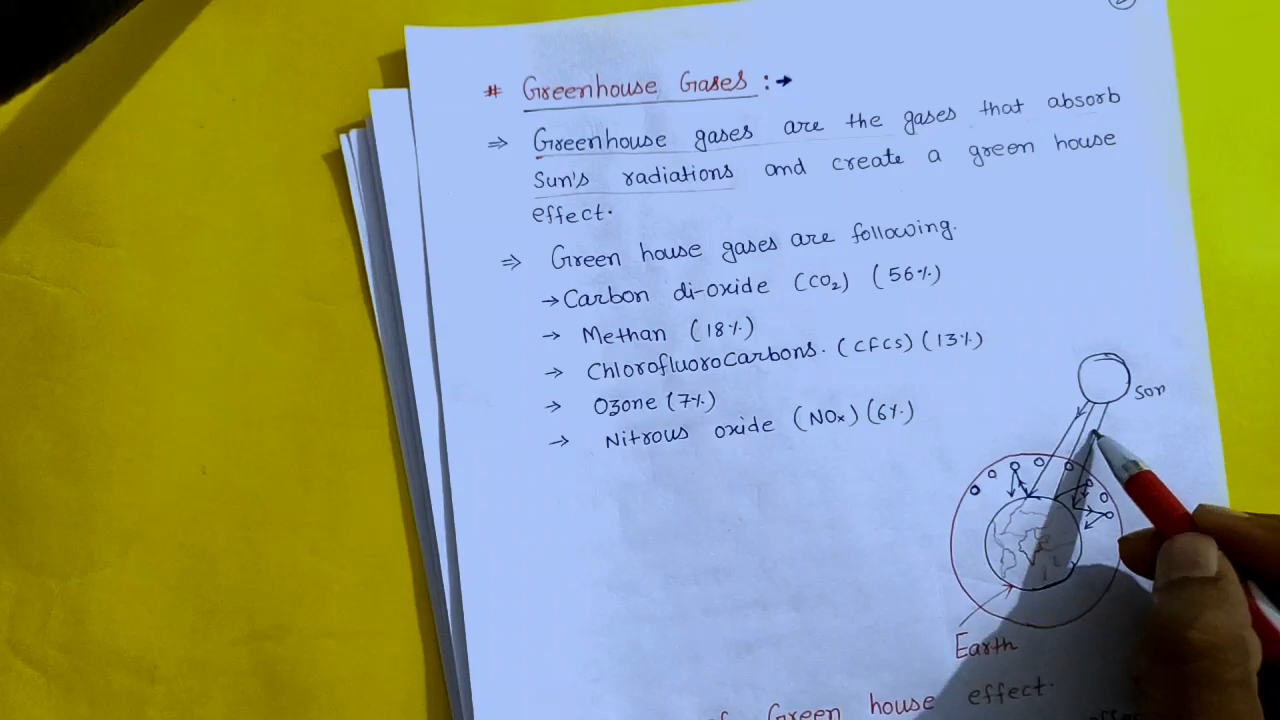 # Greenhouse Gases :→
⇒ Greenhouse gases are the gases that absorb
Sun's radiations and create a green house
effect.
⇒ Green house gases are following.
→ Carbon di-oxide (CO₂) (56%)
→ Methan (18%)
→ Chlorofluorocarbons. (CFCs) (13%)
→ Ozone (7%)
→ Nitrous oxide (NOx) (6%)
Son
Earth
Green house effect.